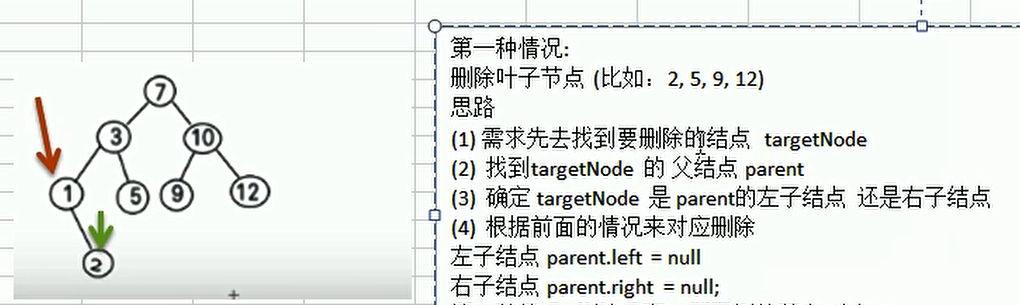 7
3
10
1
5
9
12
2
第一种情况:
删除叶子节点 (比如：2, 5, 9, 12)
思路
(1) 需求先去找到要删除的结点 targetNode
(2) 找到targetNode 的 父结点 parent
(3) 确定 targetNode 是 parent的左子结点 还是右子结点
(4) 根据前面的情况来对应删除
左子结点 parent.left = null
右子结点 parent.right = null;